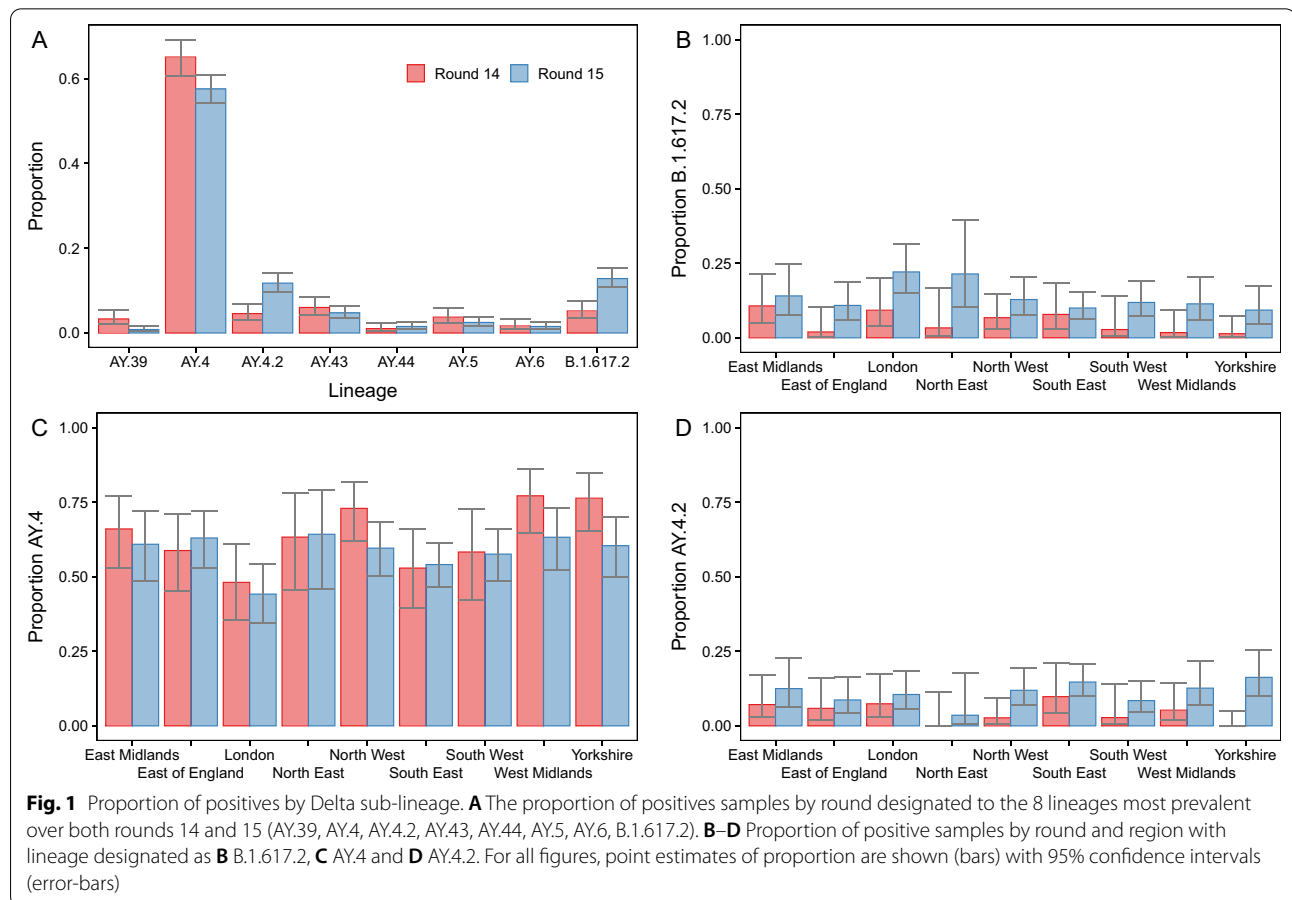 A
0.6
0.4
0.2
0.0
Proportion
Round 14 Round 15
AY.39 AY.4 AY.4.2 AY.43 AY.44 AY.5 AY.6 B.1.617.2
Lineage
B
1.00
0.75
0.50
0.25
0.00
Proportion B.1.617.2
East Midlands London North West South West Yorkshire
East of England North East South East West Midlands
C
1.00
0.75
0.50
0.25
0.00
Proportion AY.4
East Midlands London North West South West Yorkshire
East of England North East South East West Midlands
D
1.00
0.75
0.50
0.25
0.00
Proportion AY.4.2
East Midlands London North West South West Yorkshire
East of England North East South East West Midlands
Fig. 1 Proportion of positives by Delta sub-lineage. A The proportion of positives samples by round designated to the 8 lineages most prevalent
over both rounds 14 and 15 (AY.39, AY.4, AY.4.2, AY.43, AY.44, AY.5, AY.6, B.1.617.2). B–D Proportion of positive samples by round and region with
lineage designated as B B.1.617.2, C AY.4 and D AY.4.2. For all figures, point estimates of proportion are shown (bars) with 95% confidence intervals
(error-bars)